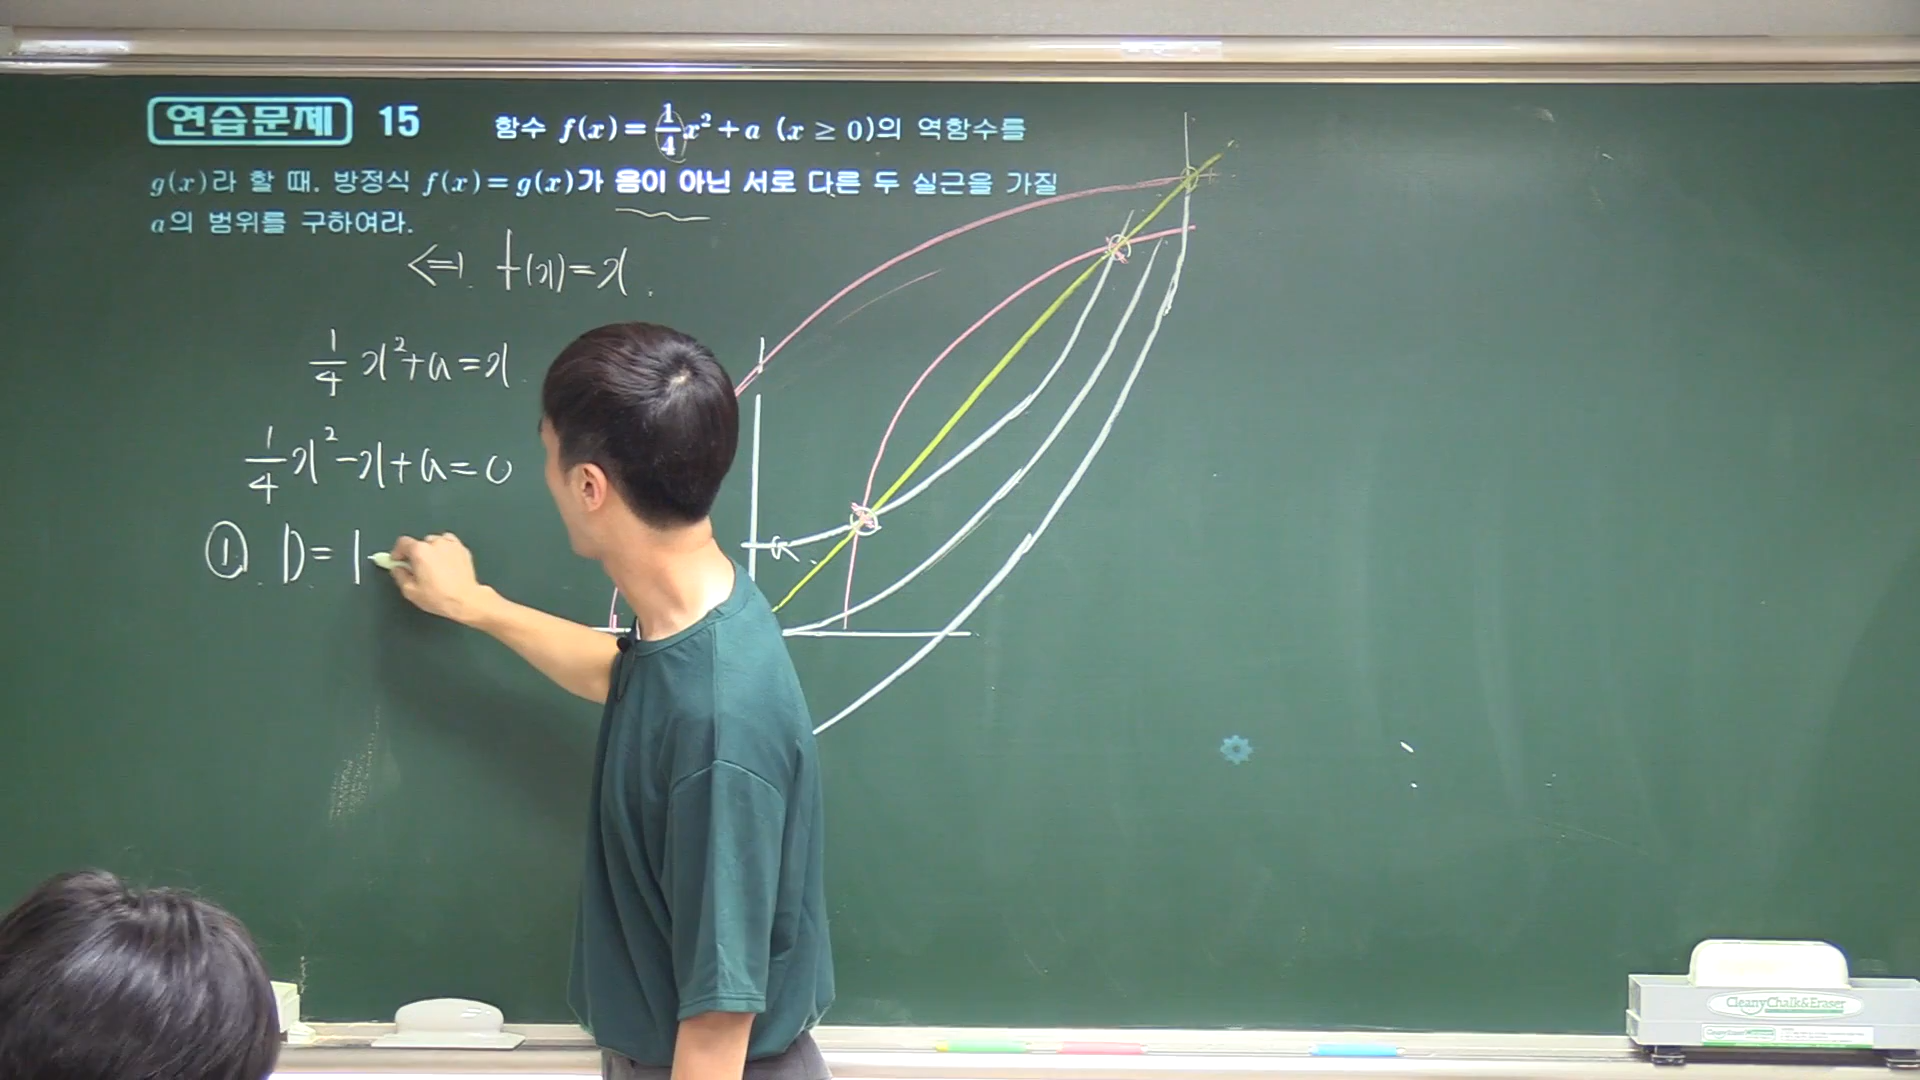 연습문제 15 함수 f(x) = 1/4 x² + a (x ≥ 0)의 역함수를
g(x)라 할 때, 방정식 f(x) = g(x)가 음이 아닌 서로 다른 두 실근을 가질
a의 범위를 구하여라.
⇐⇒ f(x) = x.
1/4 x² + a = x.
1/4 x² - x + a = 0
① D = 1 -
a
CleanyChalk&Eraser